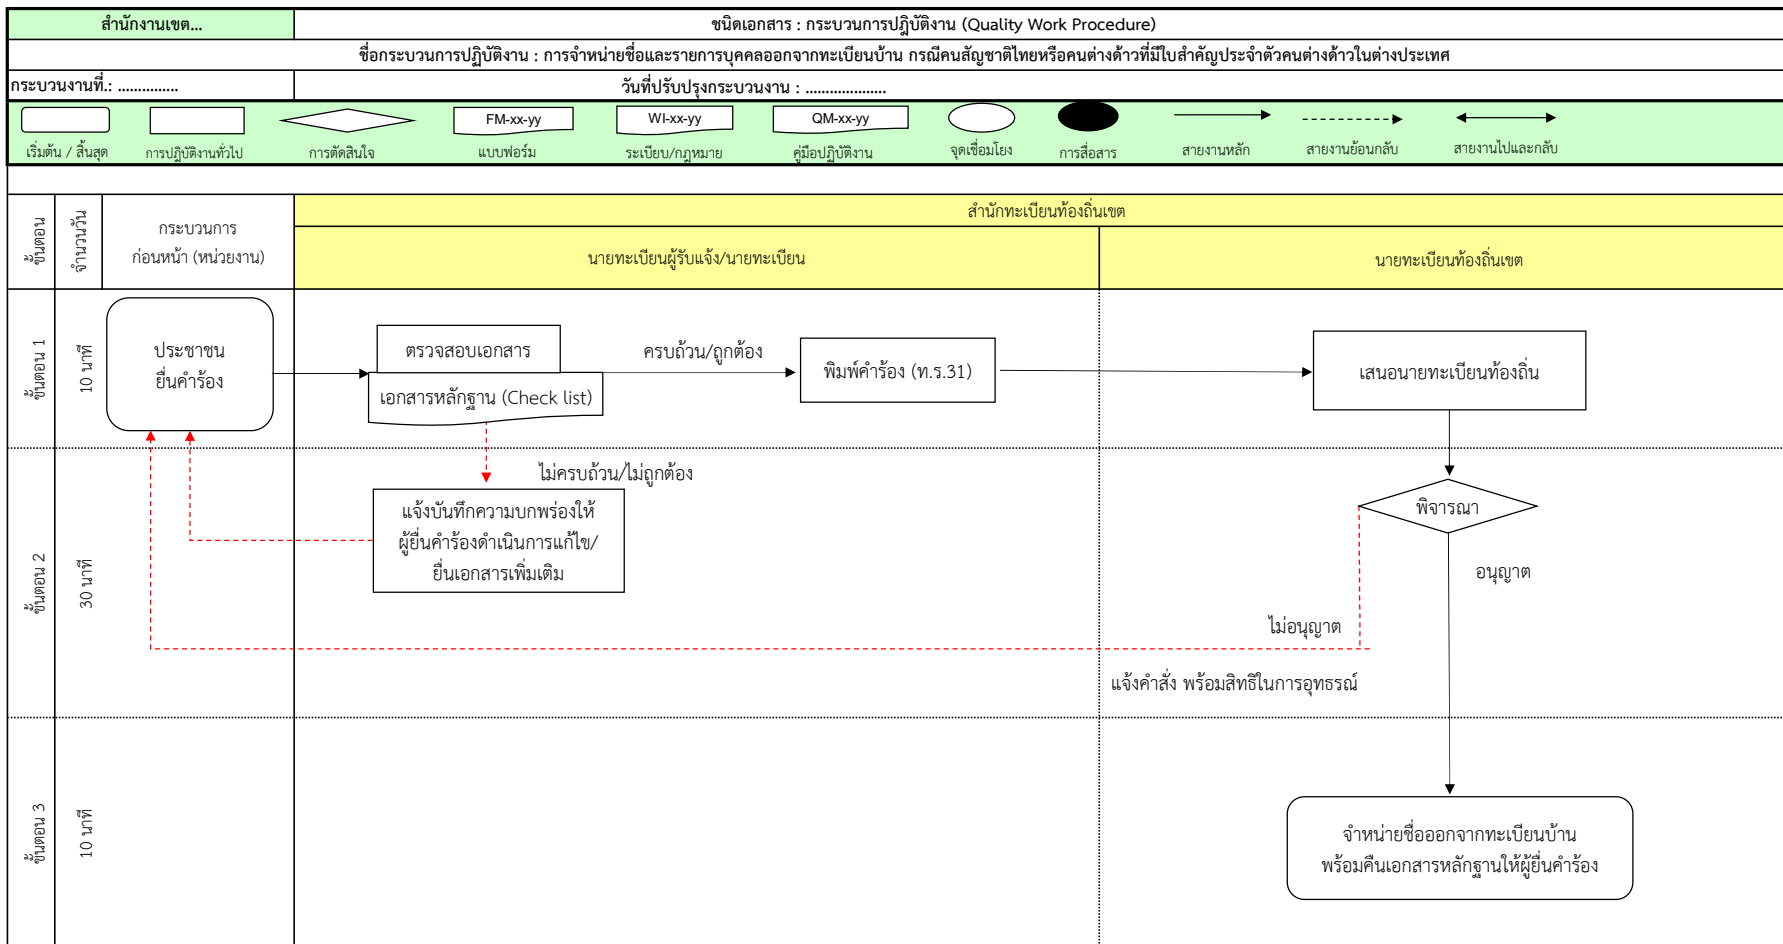 สำนักงานเขต...
ชนิดเอกสาร : กระบวนการปฏิบัติงาน (Quality Work Procedure)
ชื่อกระบวนการปฏิบัติงาน : การจำหน่ายชื่อและรายการบุคคลออกจากทะเบียนบ้าน กรณีคนสัญชาติไทยหรือคนต่างด้าวที่มีใบสำคัญประจำตัวคนต่างด้าวในต่างประเทศ
กระบวนงานที่.: ...............
วันที่ปรับปรุงกระบวนงาน : ....................
FM-xx-yy
WI-xx-yy
QM-xx-yy
เริ่มต้น / สิ้นสุด
การปฏิบัติงานทั่วไป
การตัดสินใจ
แบบฟอร์ม
ระเบียบ/กฎหมาย
คู่มือปฏิบัติงาน
จุดเชื่อมโยง
การสื่อสาร
สายงานหลัก
สายงานย้อนกลับ
สายงานไปและกลับ
ขั้นตอน
จำนวนวัน
กระบวนการ
ก่อนหน้า (หน่วยงาน)
สำนักทะเบียนท้องถิ่นเขต
นายทะเบียนผู้รับแจ้ง/นายทะเบียน
นายทะเบียนท้องถิ่นเขต
ขั้นตอน 1
10 นาที
ประชาชน
ยื่นคำร้อง
ตรวจสอบเอกสาร
เอกสารหลักฐาน (Check list)
ครบถ้วน/ถูกต้อง
พิมพ์คำร้อง (ท.ร.31)
เสนอนายทะเบียนท้องถิ่น
ขั้นตอน 2
30 นาที
ไม่ครบถ้วน/ไม่ถูกต้อง
แจ้งบันทึกความบกพร่องให้
ผู้ยื่นคำร้องดำเนินการแก้ไข/
ยื่นเอกสารเพิ่มเติม
พิจารณา
อนุญาต
ไม่อนุญาต
แจ้งคำสั่ง พร้อมสิทธิในการอุทธรณ์
ขั้นตอน 3
10 นาที
จำหน่ายชื่อออกจากทะเบียนบ้าน
พร้อมคืนเอกสารหลักฐานให้ผู้ยื่นคำร้อง